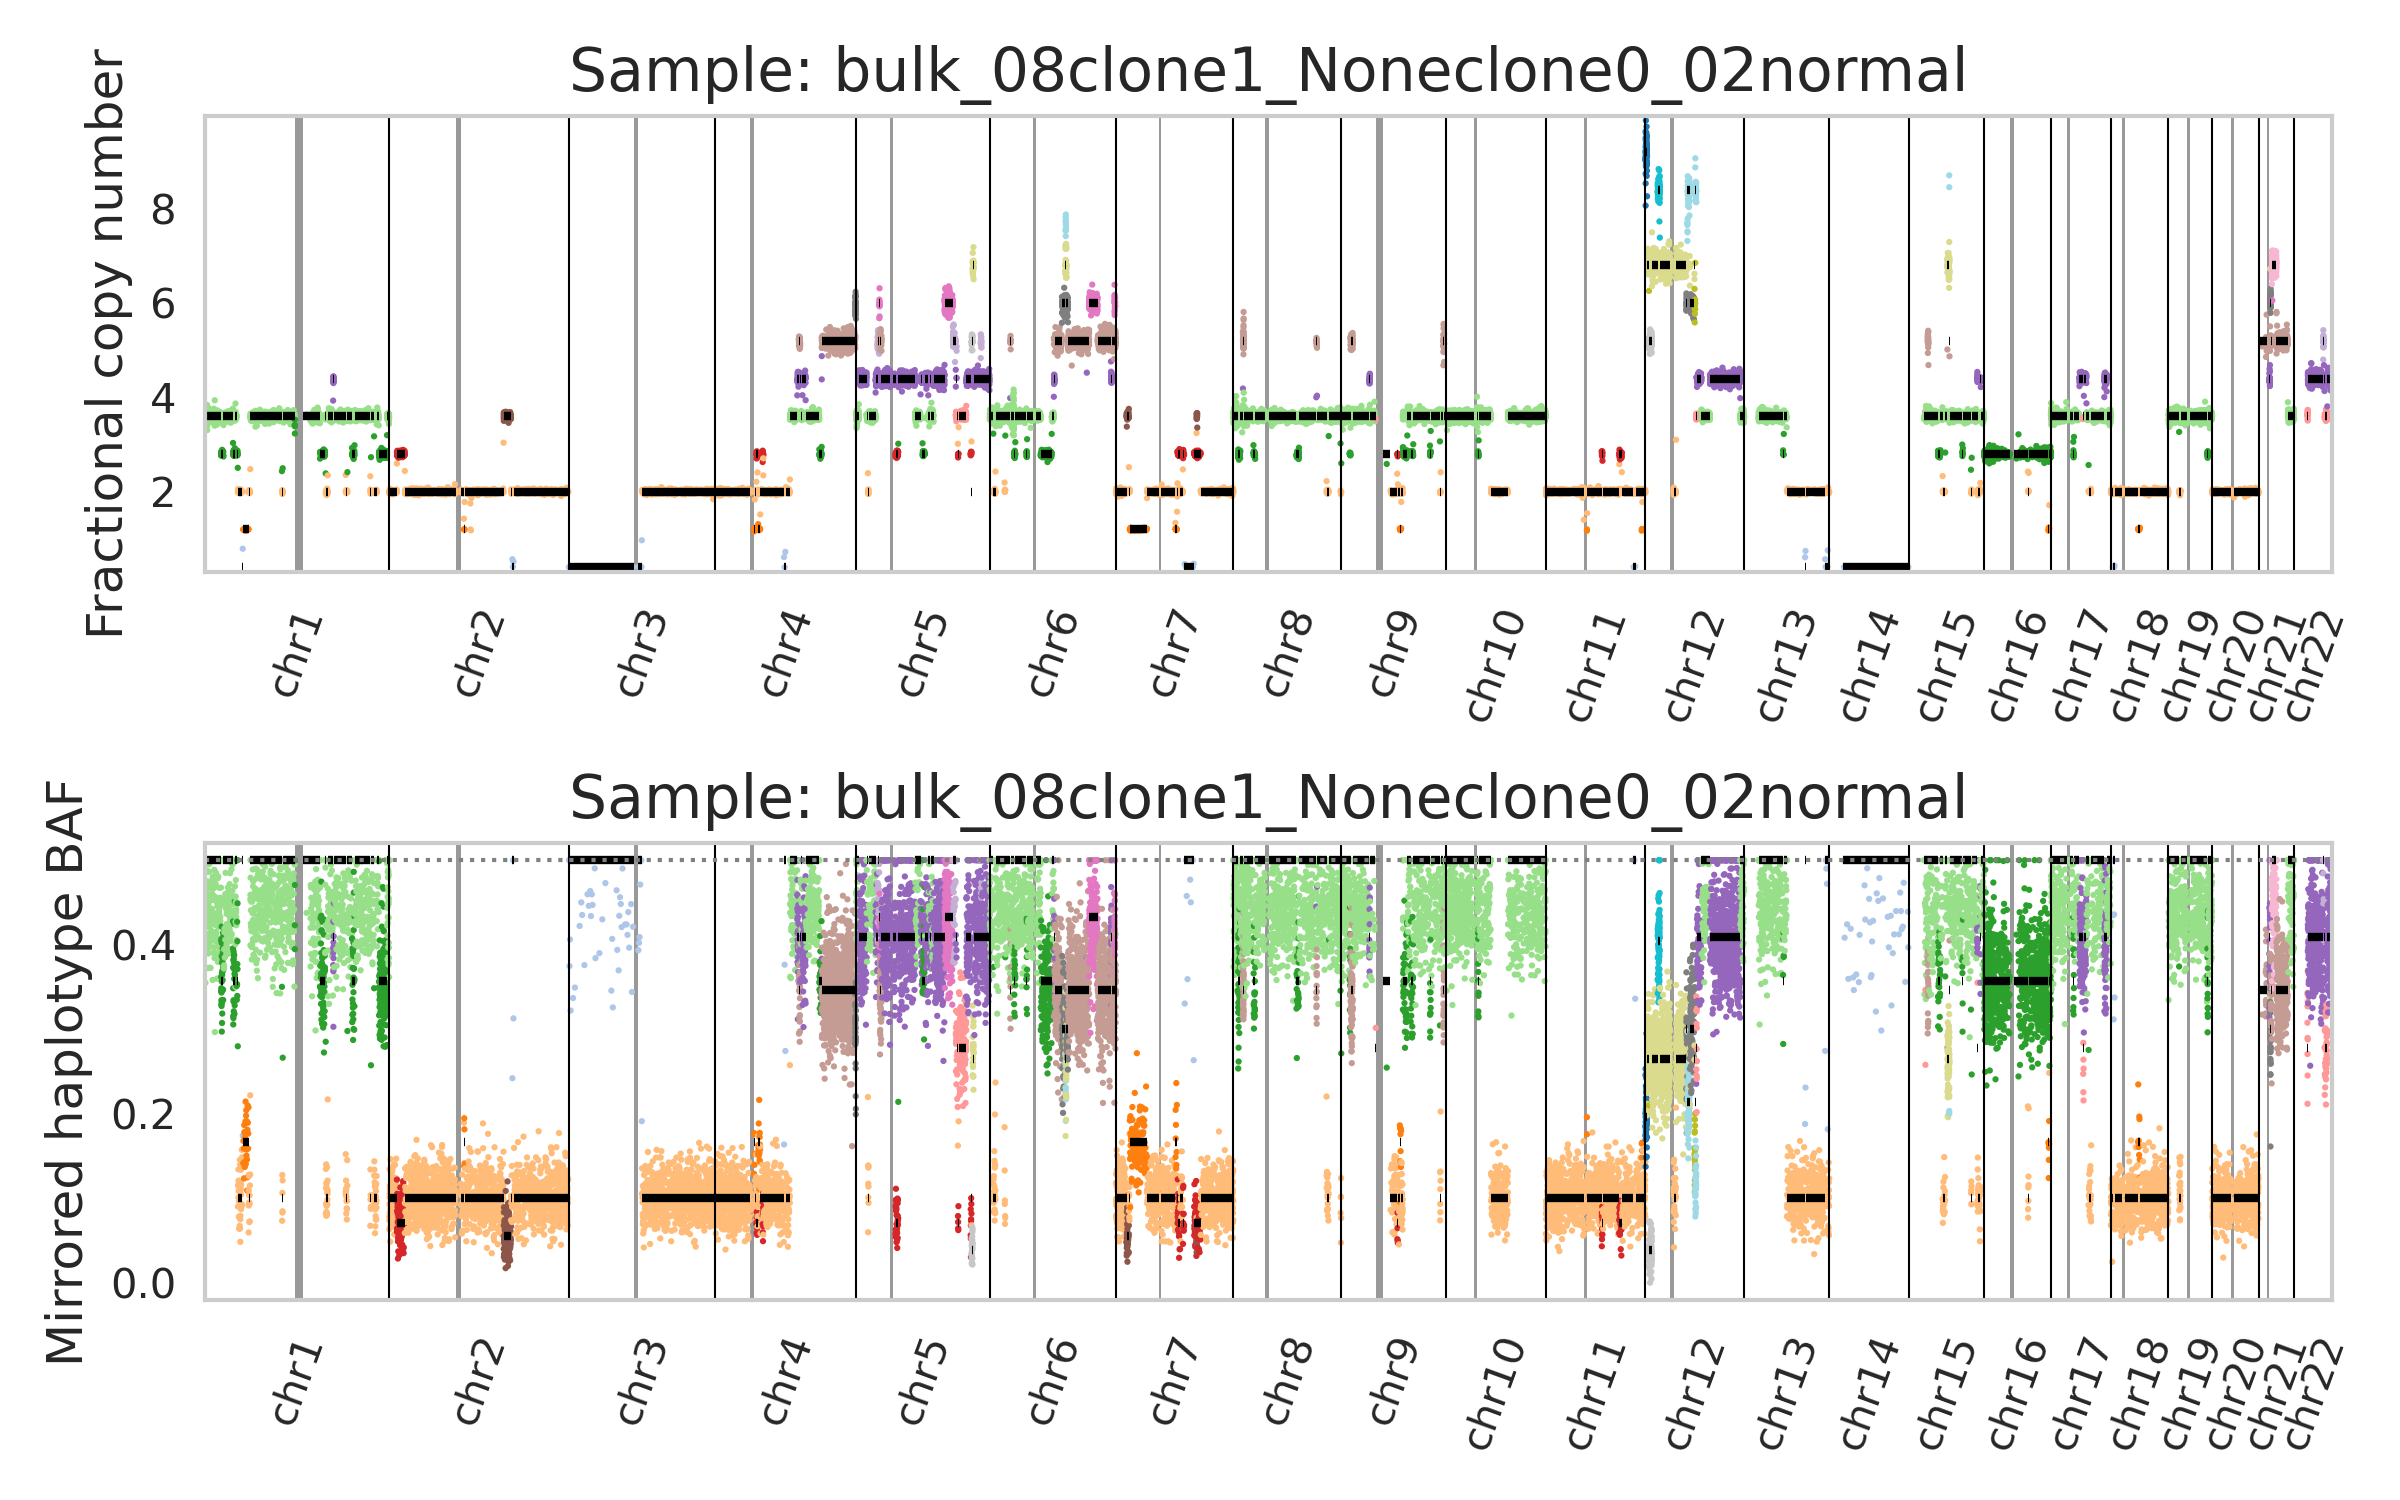 Sample: bulk_08clone1_Noneclone0_02normal
Fractional copy number
8
6
4
2
chr1 chr2 chr3 chr4 chr5 chr6 chr7 chr8 chr9 chr10 chr11 chr12 chr13 chr14 chr15 chr16 chr17 chr18 chr19 chr20 chr21 chr22
Sample: bulk_08clone1_Noneclone0_02normal
Mirrored haplotype BAF
0.4
0.2
0.0
chr1 chr2 chr3 chr4 chr5 chr6 chr7 chr8 chr9 chr10 chr11 chr12 chr13 chr14 chr15 chr16 chr17 chr18 chr19 chr20 chr21 chr22